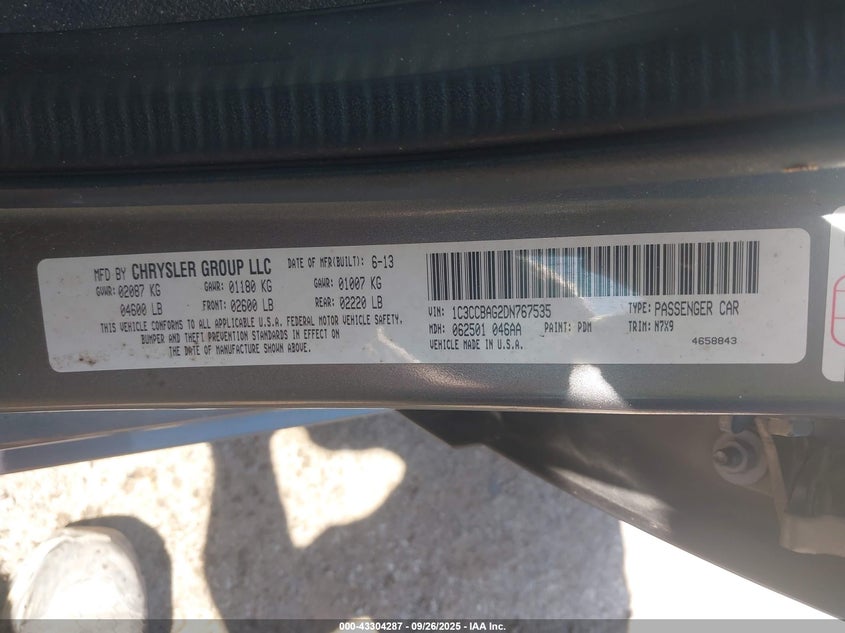 MFD BY CHRYSLER GROUP LLC DATE OF MFR(BUILT): 6-13
GVWR: 02087 KG GAWR: 01180 KG GAWR: 01007 KG
04600 LB FRONT: 02600 LB REAR: 02220 LB
THIS VEHICLE CONFORMS TO ALL APPLICABLE U.S.A. FEDERAL MOTOR VEHICLE SAFETY,
BUMPER AND THEFT PREVENTION STANDARDS IN EFFECT ON
THE DATE OF MANUFACTURE SHOWN ABOVE.
VIN: 1C3CCBAG2DN767535 TYPE: PASSENGER CAR
MDH: 062501 046AA PAINT: PDM TRIM: N7X9
VEHICLE MADE IN U.S.A. 4658843
000-43304287 - 09/26/2025 - IAA Inc.